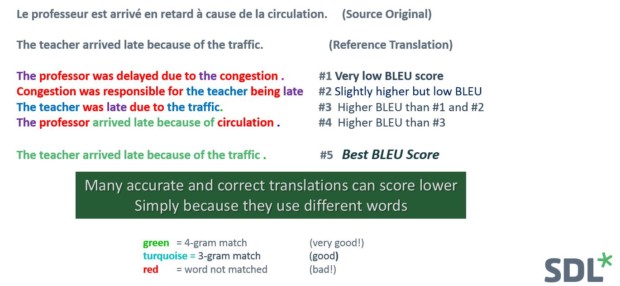 Le professeur est arrivé en retard à cause de la circulation. (Source Original)
The teacher arrived late because of the traffic. (Reference Translation)
The professor was delayed due to the congestion . #1 Very low BLEU score
Congestion was responsible for the teacher being late #2 Slightly higher but low BLEU
The teacher was late due to the traffic. #3 Higher BLEU than #1 and #2
The professor arrived late because of circulation . #4 Higher BLEU than #3
The teacher arrived late because of the traffic . #5 Best BLEU Score
Many accurate and correct translations can score lower
Simply because they use different words
green = 4-gram match (very good!)
turquoise = 3-gram match (good)
red = word not matched (bad!)
SDL*